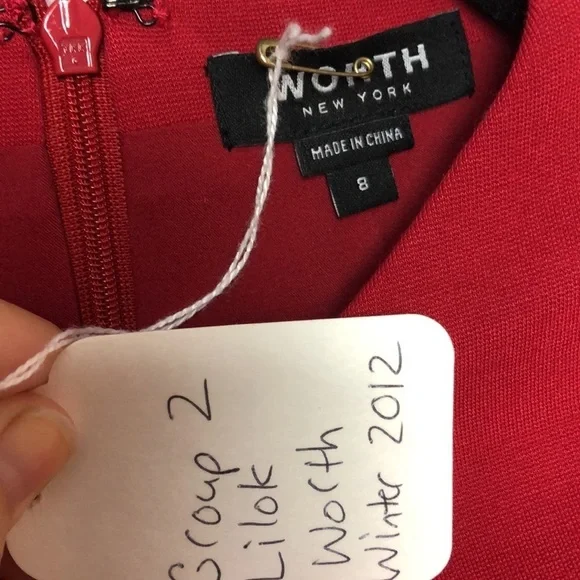 WORTH
NEW YORK
MADE IN CHINA
8
Group 2
Lilok
Worth
Winter 2012